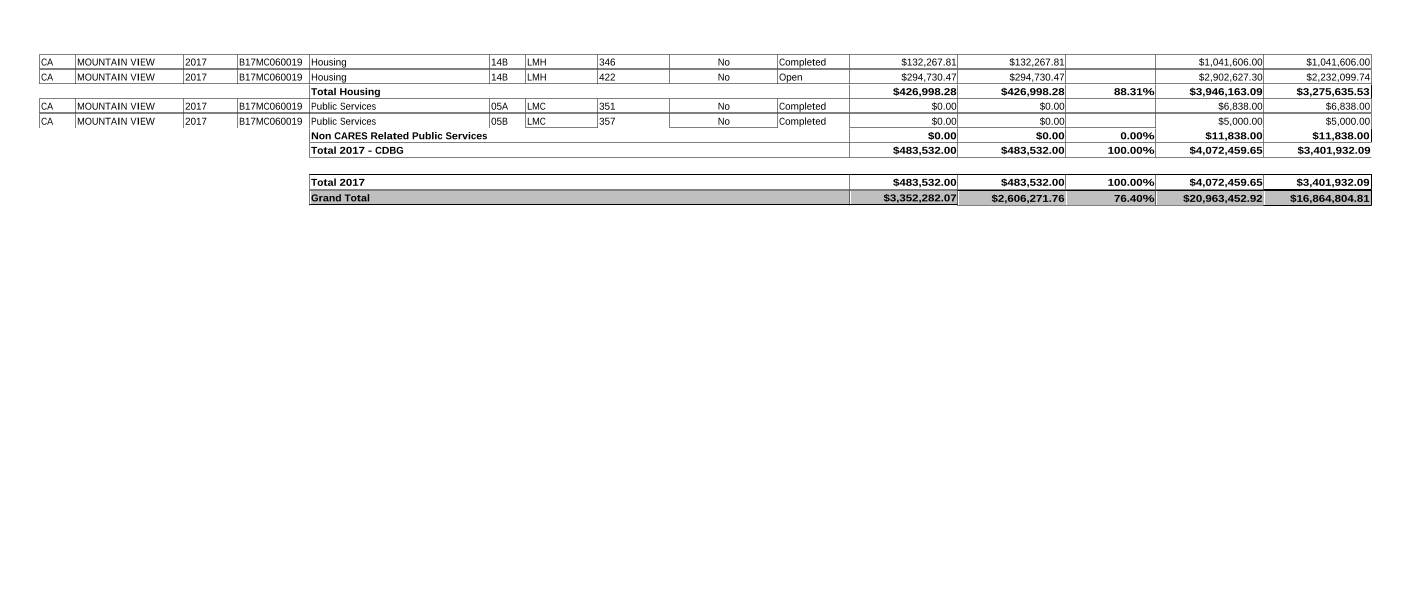 CA MOUNTAIN VIEW 2017 B17MC060019 Housing 14B LMH 346 No Completed $132,267.81 $132,267.81 $1,041,606.00 $1,041,606.00
CA MOUNTAIN VIEW 2017 B17MC060019 Housing 14B LMH 422 No Open $294,730.47 $294,730.47 $2,902,627.30 $2,232,099.74
Total Housing $426,998.28 $426,998.28 88.31% $3,946,163.09 $3,275,635.53
CA MOUNTAIN VIEW 2017 B17MC060019 Public Services 05A LMC 351 No Completed $0.00 $0.00 $6,838.00 $6,838.00
CA MOUNTAIN VIEW 2017 B17MC060019 Public Services 05B LMC 357 No Completed $0.00 $0.00 $5,000.00 $5,000.00
Non CARES Related Public Services $0.00 $0.00 0.00% $11,838.00 $11,838.00
Total 2017 - CDBG $483,532.00 $483,532.00 100.00% $4,072,459.65 $3,401,932.09
Total 2017 $483,532.00 $483,532.00 100.00% $4,072,459.65 $3,401,932.09
Grand Total $3,352,282.07 $2,606,271.76 76.40% $20,963,452.92 $16,864,804.81